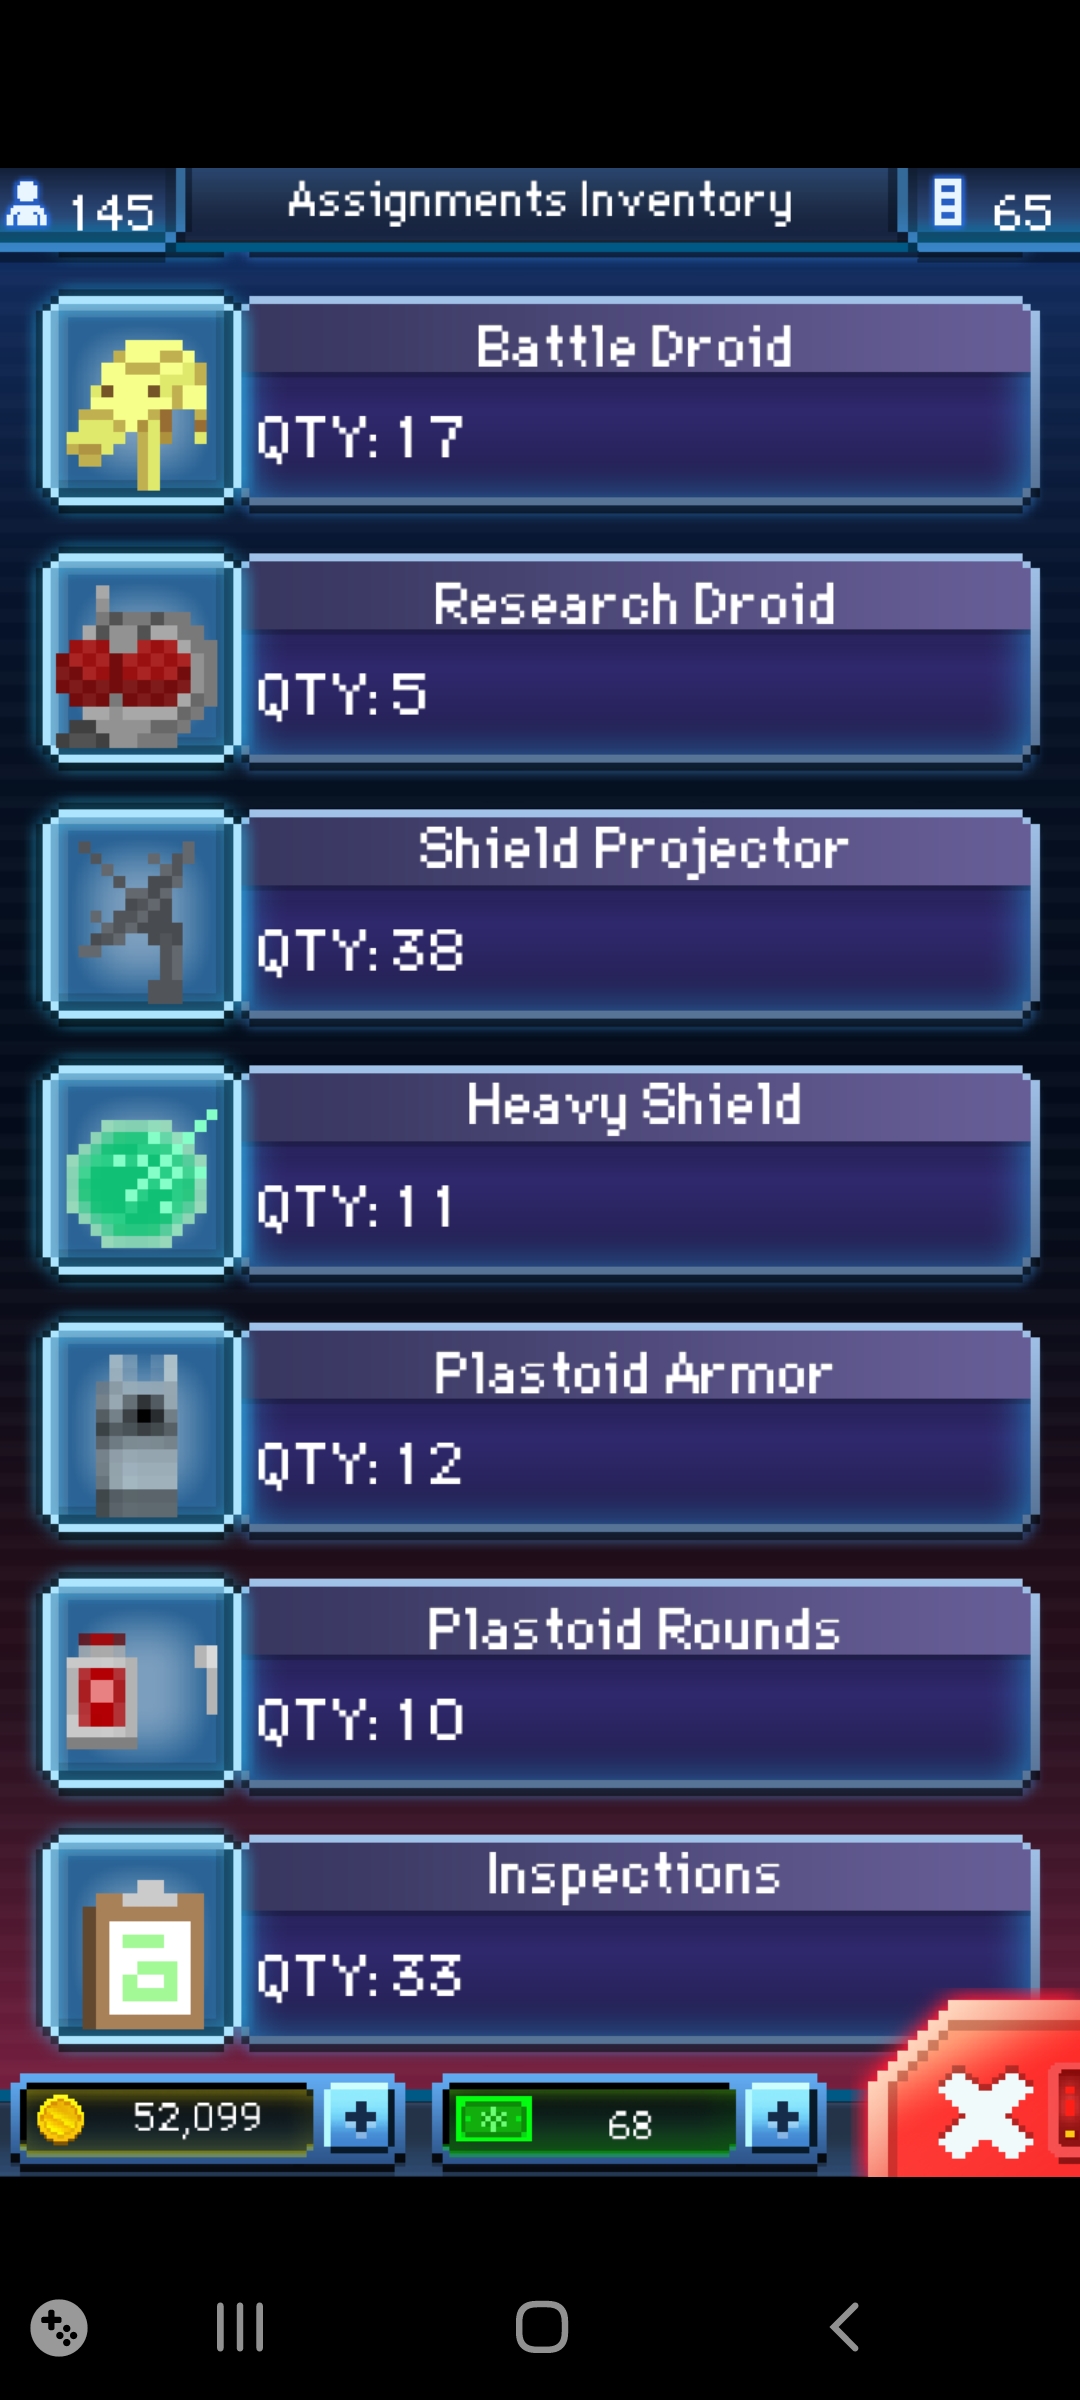 145
Assignments Inventory
65
Battle Droid
QTY: 17
Research Droid
QTY: 5
Shield Projector
QTY: 38
Heavy Shield
QTY: 11
Plastoid Armor
QTY: 12
Plastoid Rounds
QTY: 10
Inspections
QTY: 33
52,099
68